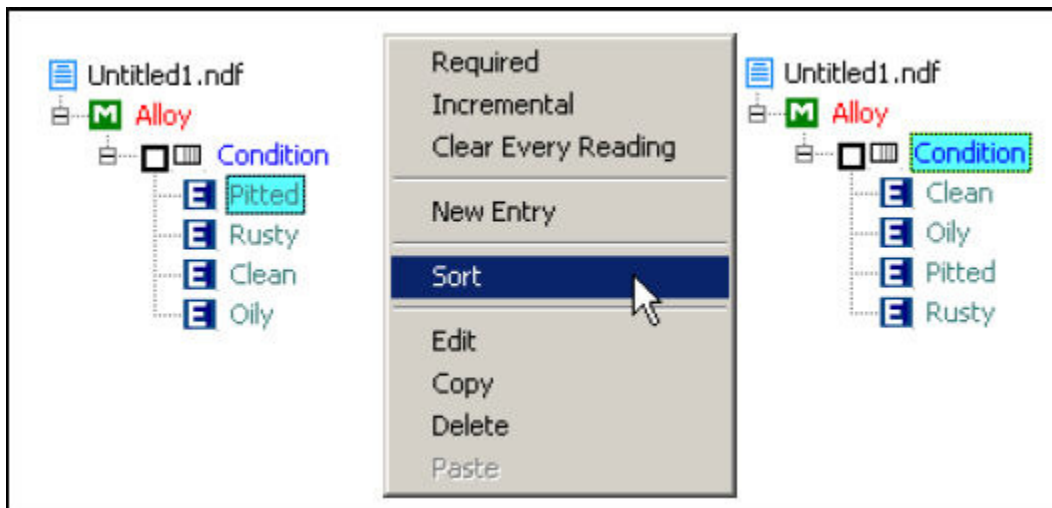 Untitled1.ndf
M Alloy
Condition
E Pitted
E Rusty
E Clean
E Oily
Required
Incremental
Clear Every Reading
New Entry
Sort
Edit
Copy
Delete
Paste
Untitled1.ndf
M Alloy
Condition
E Clean
E Oily
E Pitted
E Rusty